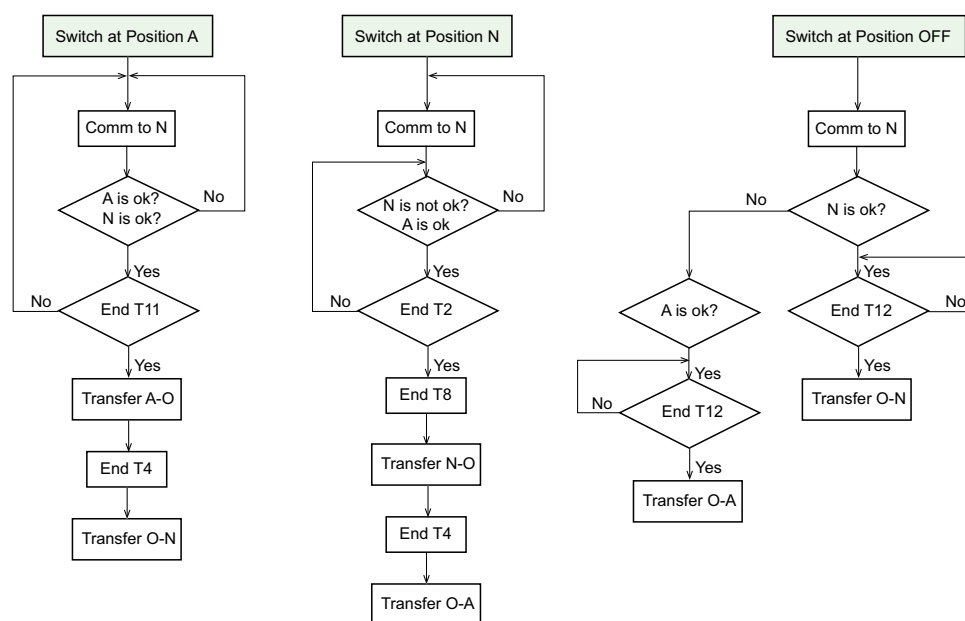 Switch at Position A
Comm to N
A is ok?
N is ok?
No
Yes
No
End T11
Yes
Transfer A-O
End T4
Transfer O-N
Switch at Position N
Comm to N
N is not ok?
A is ok
No
Yes
No
End T2
Yes
End T8
Transfer N-O
End T4
Transfer O-A
Switch at Position OFF
Comm to N
No
N is ok?
Yes
A is ok?
End T12
No
Yes
Yes
Transfer O-N
No
End T12
Yes
Transfer O-A